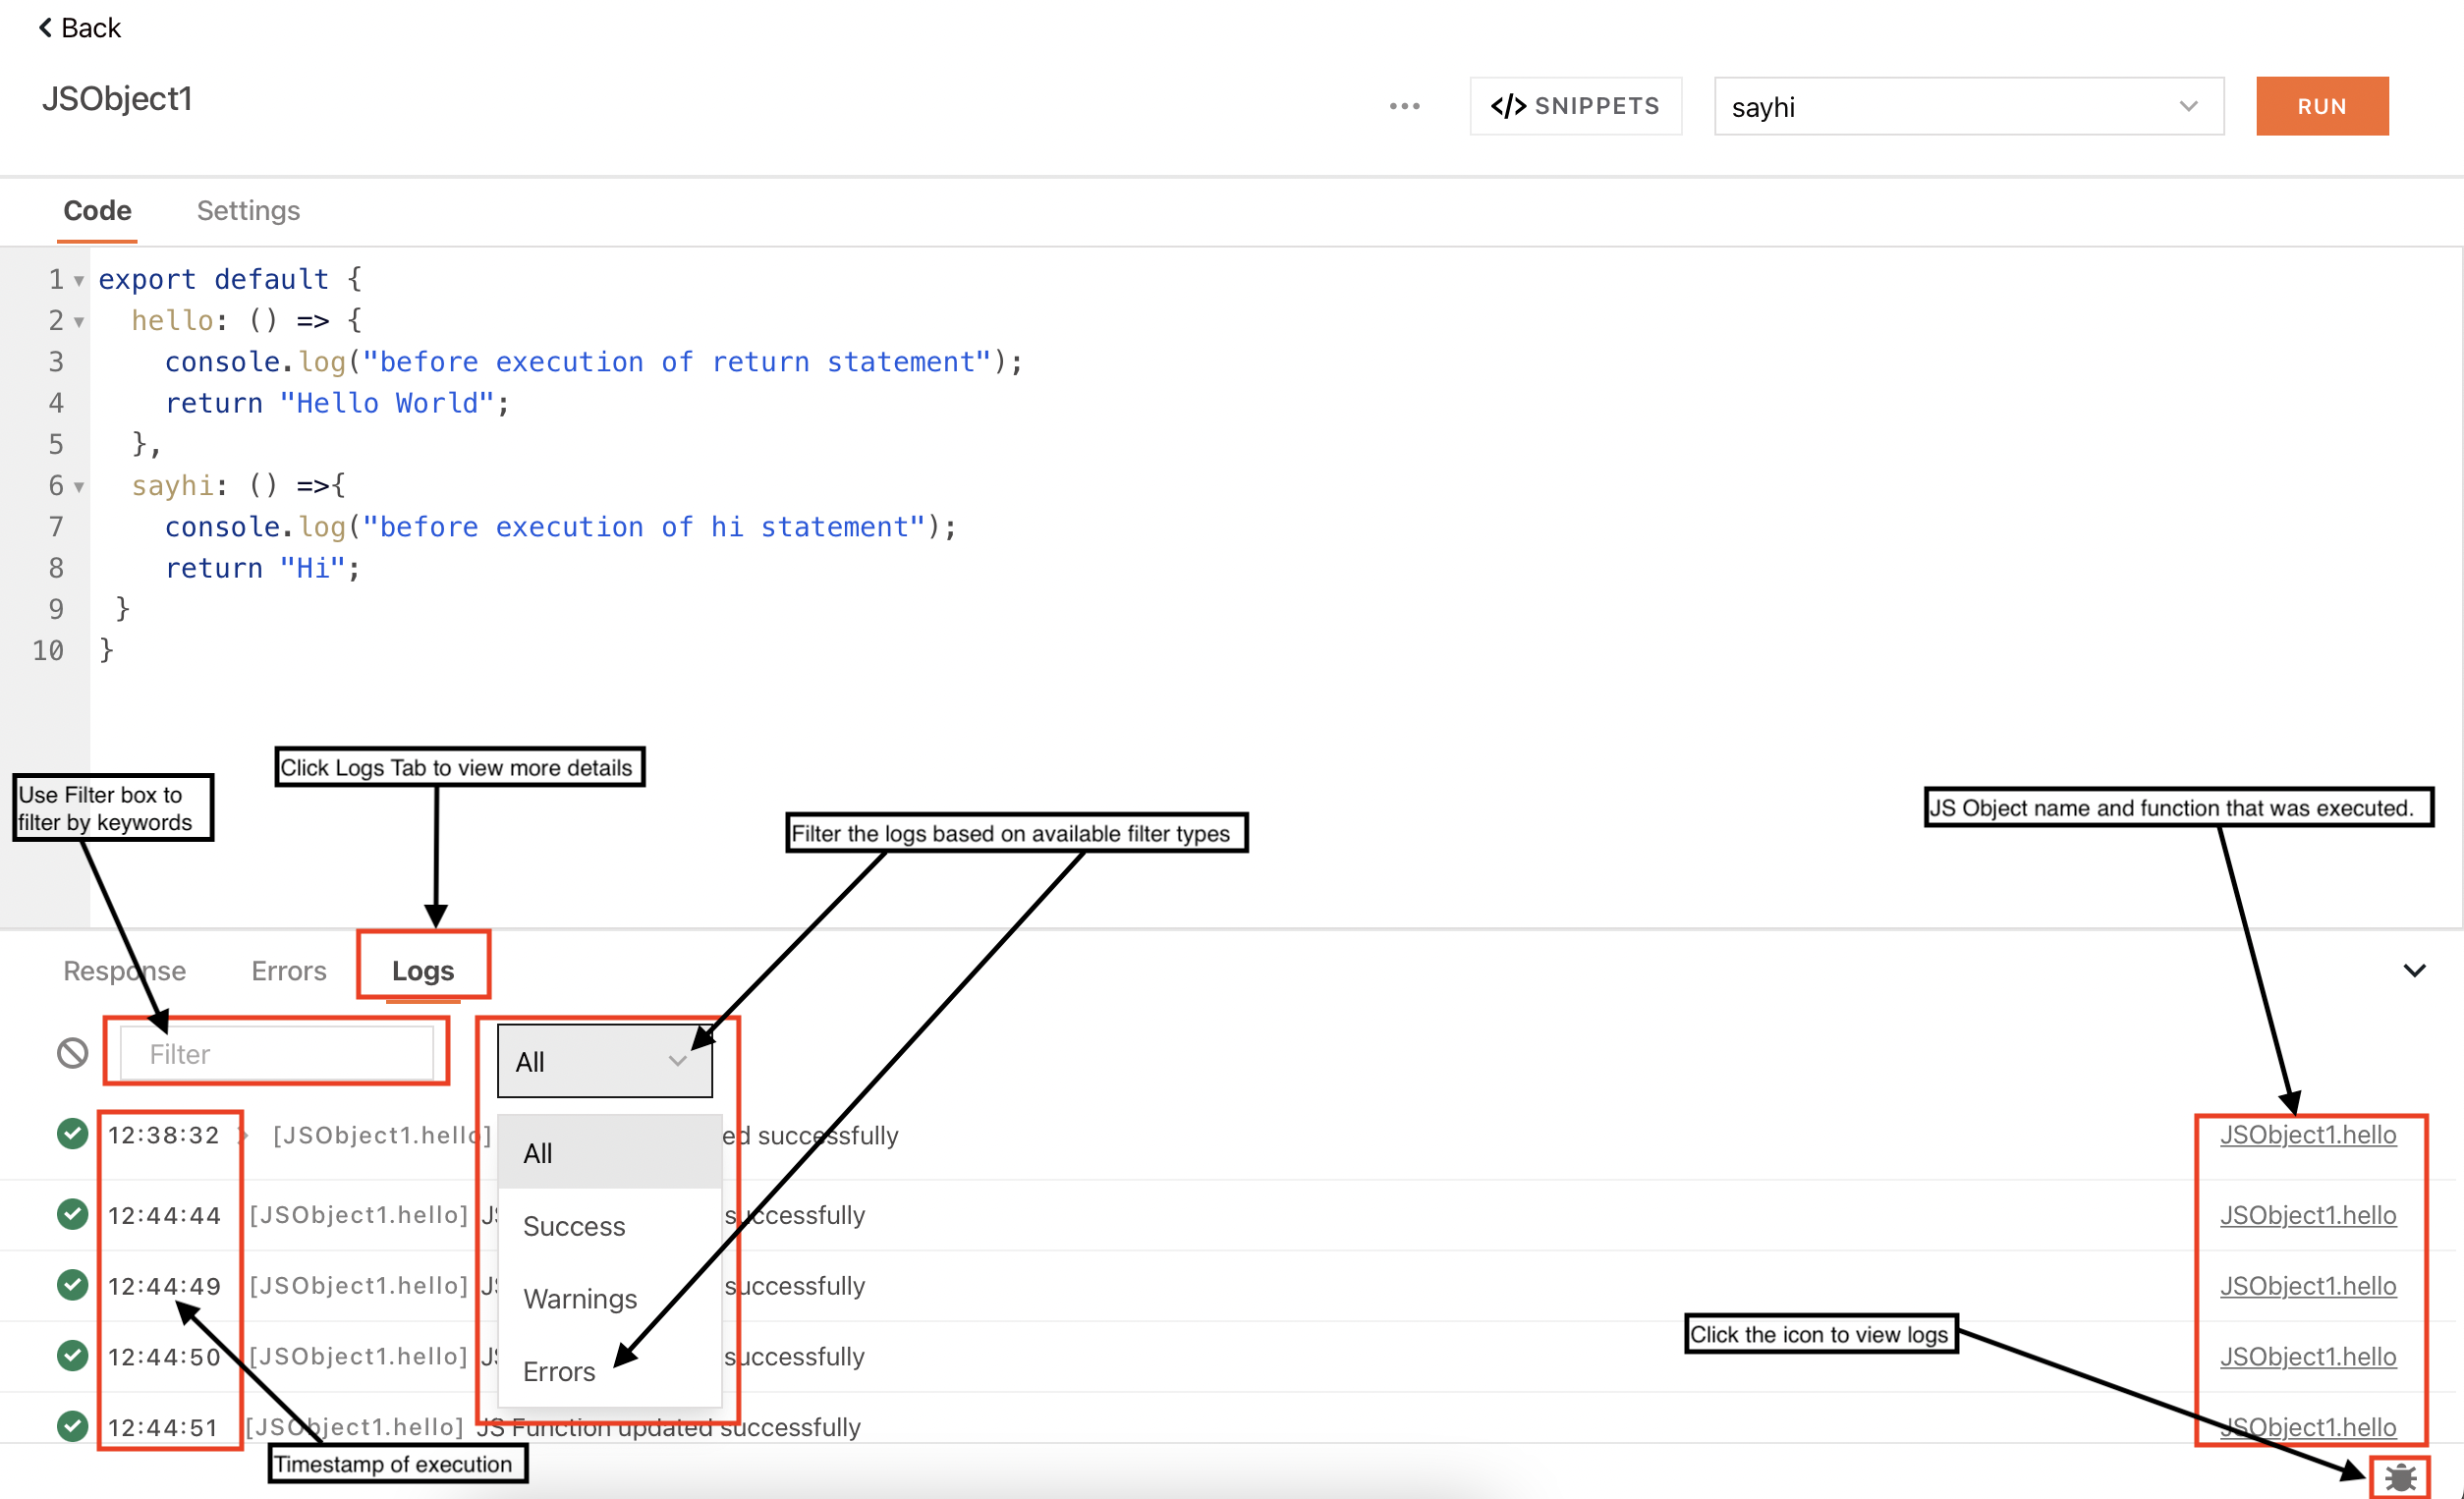 Back
JSObject1
</> SNIPPETS
sayhi
RUN
Code
Settings
1 export default {
2   hello: () => {
3     console.log("before execution of return statement");
4     return "Hello World";
5   },
6   sayhi: () =>{
7     console.log("before execution of hi statement");
8     return "Hi";
9  }
10 }
Click Logs Tab to view more details
Use Filter box to
filter by keywords
Filter the logs based on available filter types
JS Object name and function that was executed.
Response
Errors
Logs
Filter
All
12:38:32 [JSObject1.hello] successfully JSObject1.hello
All
12:44:44 [JSObject1.hello] successfully JSObject1.hello
Success
12:44:49 [JSObject1.hello] successfully JSObject1.hello
Warnings
Click the icon to view logs
12:44:50 [JSObject1.hello] successfully JSObject1.hello
Errors
12:44:51 [JSObject1.hello] JS Function updated successfully JSObject1.hello
Timestamp of execution